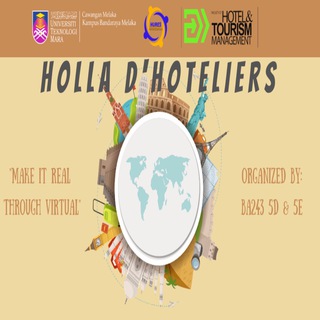 UNIVERSITI
TEKNOLOGI
MARA
Cawangan Melaka
Kampus Bandaraya Melaka
HOTEL&
TOURISM
MANAGEMENT
HOLLA D'HOTELIERS
"MAKE IT REAL
THROUGH VIRTUAL"
ORGANIZED BY:
BA243 5D & 5E